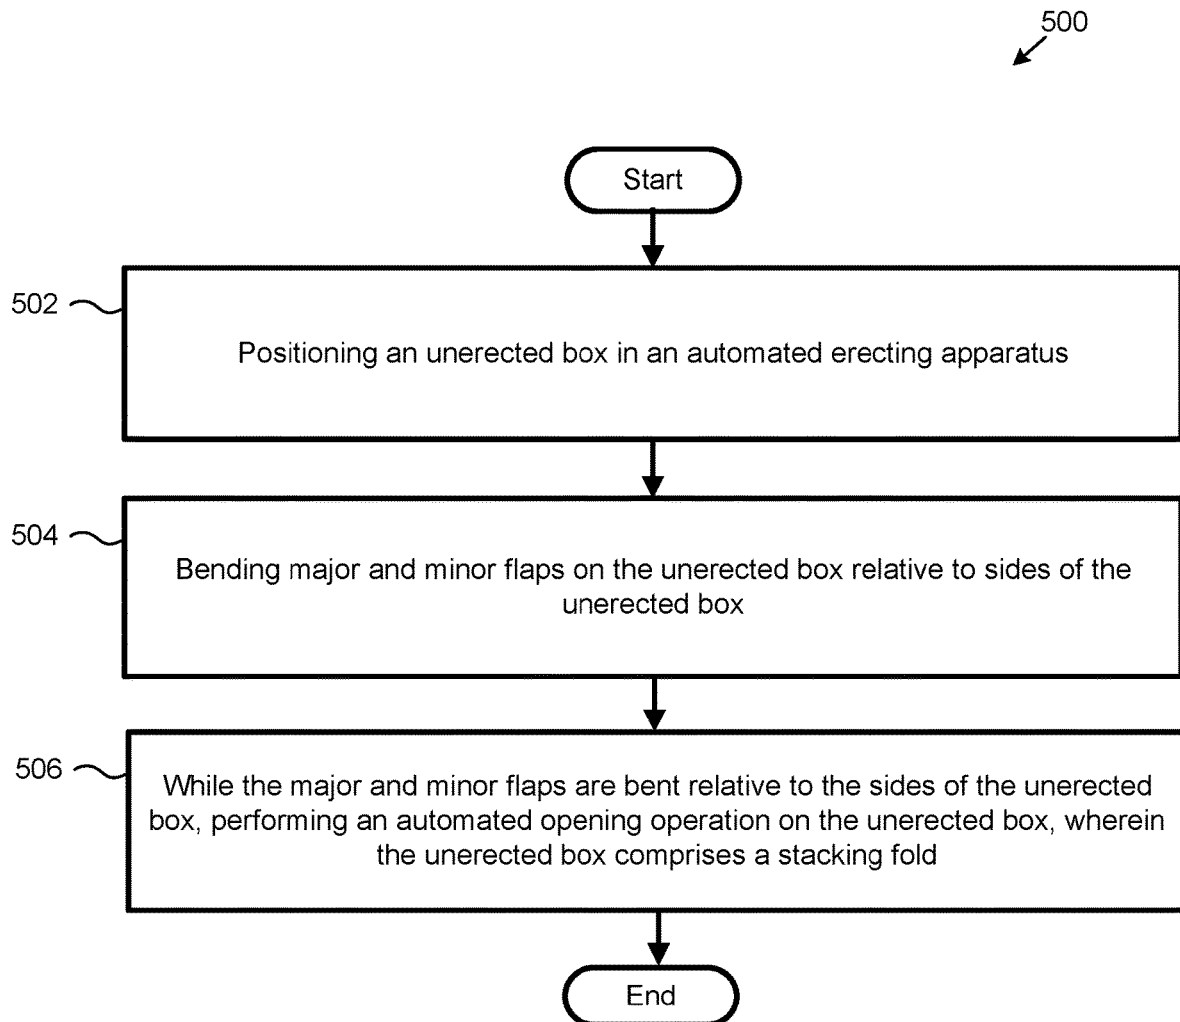 500
Start
502
Positioning an unerected box in an automated erecting apparatus
504
Bending major and minor flaps on the unerected box relative to sides of the
unerected box
506
While the major and minor flaps are bent relative to the sides of the unerected
box, performing an automated opening operation on the unerected box, wherein
the unerected box comprises a stacking fold
End